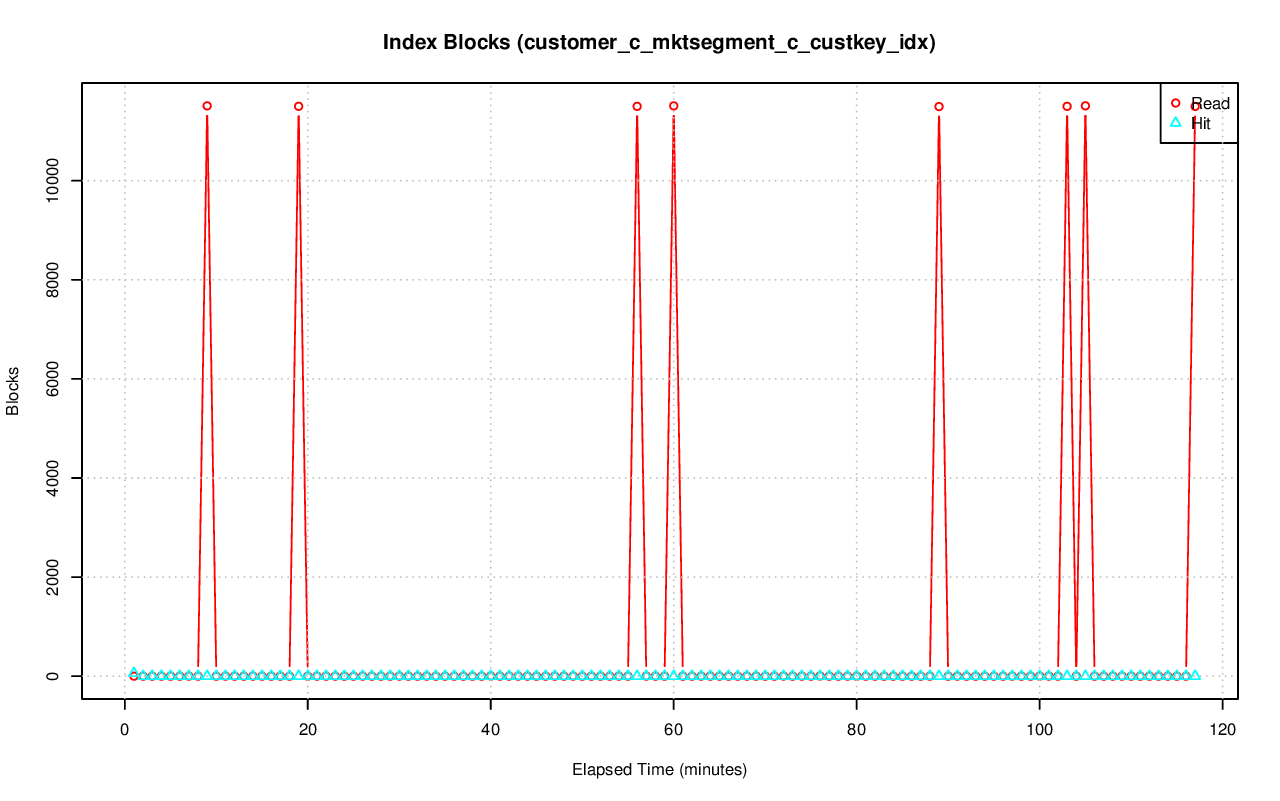 Index Blocks (customer_c_mktsegment_c_custkey_idx)
Read
Hit
Blocks
10000
8000
6000
4000
2000
0
0 20 40 60 80 100 120
Elapsed Time (minutes)